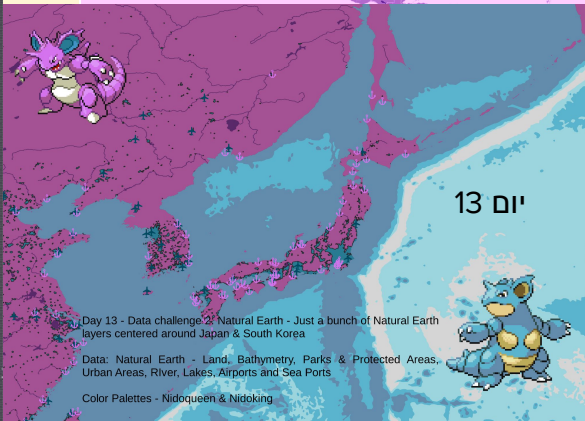 יום 13
Day 13 - Data challenge 2, Natural Earth - Just a bunch of Natural Earth
layers centered around Japan & South Korea
Data: Natural Earth - Land, Bathymetry, Parks & Protected Areas,
Urban Areas, RIver, Lakes, Airports and Sea Ports
Color Palettes - Nidoqueen & Nidoking